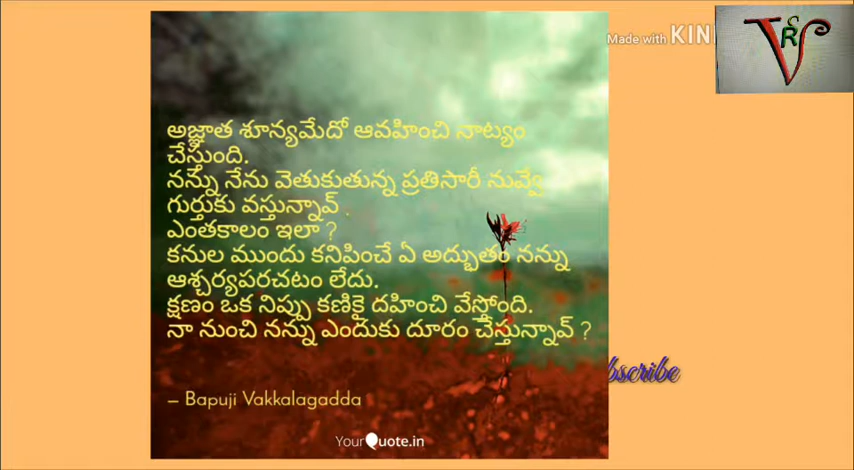 Made with KIN
VSR
అజ్ఞాత శూన్యమేదో ఆవహించి నాట్యం
చేస్తుంది.
నన్ను నేను వెతుకుతున్న ప్రతిసారీ నువ్వే
గుర్తుకు వస్తున్నావ్ .
ఎంతకాలం ఇలా ?
కనుల ముందు కనిపించే ఏ అద్భుతం నన్ను
ఆశ్చర్యపరచటం లేదు.
క్షణం ఒక నిప్పు కణికై దహించి వేస్తోంది.
నా నుంచి నన్ను ఎందుకు దూరం చేస్తున్నావ్ ?
bscribe
– Bapuji Vakkalagadda
YourQuote.in